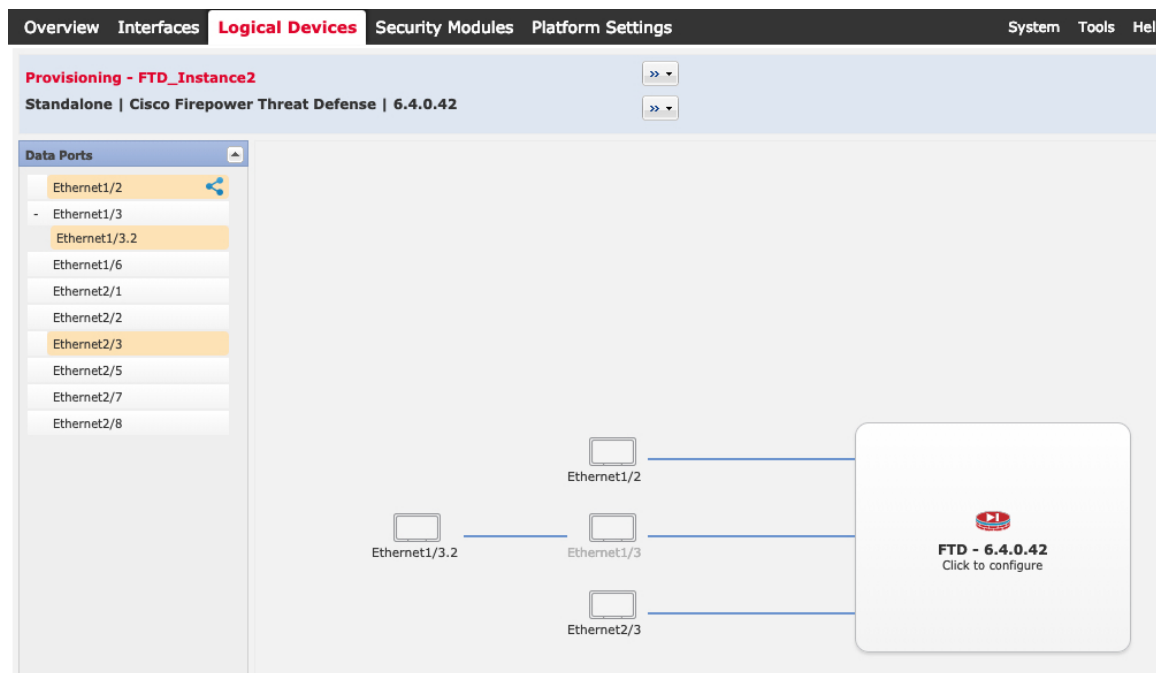 Overview Interfaces Logical Devices Security Modules Platform Settings System Tools Hel
Provisioning - FTD_Instance2
Standalone | Cisco Firepower Threat Defense | 6.4.0.42
Data Ports
Ethernet1/2
- Ethernet1/3
Ethernet1/3.2
Ethernet1/6
Ethernet2/1
Ethernet2/2
Ethernet2/3
Ethernet2/5
Ethernet2/7
Ethernet2/8
Ethernet1/2
Ethernet1/3.2
Ethernet1/3
Ethernet2/3
FTD - 6.4.0.42
Click to configure